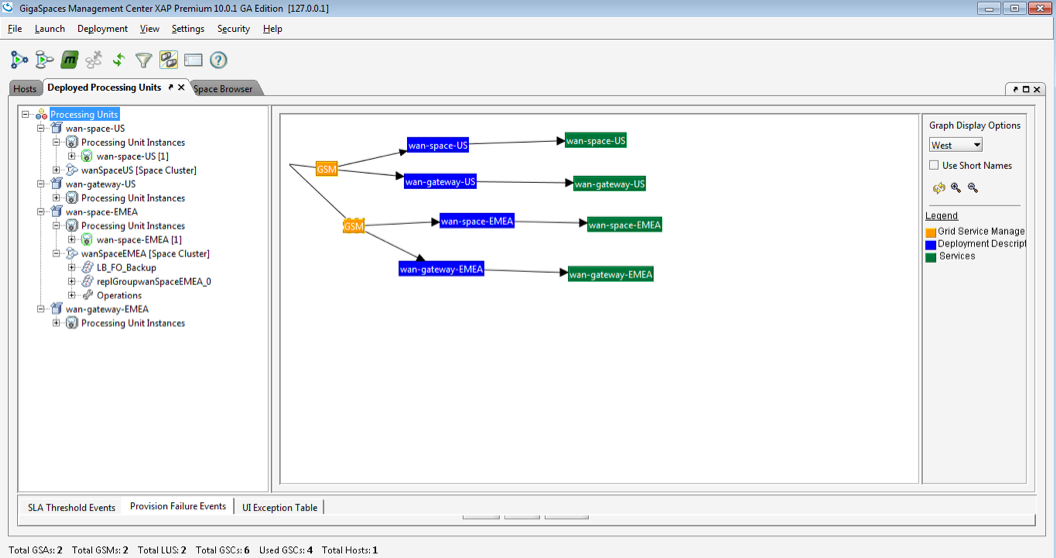 GigaSpaces Management Center XAP Premium 10.0.1 GA Edition [127.0.0.1]
File Launch Deployment View Settings Security Help
m ?
Hosts Deployed Processing Units Space Browser
Processing Units
wan-space-US
Processing Unit Instances
wan-space-US [1]
wanSpaceUS [Space Cluster]
wan-gateway-US
Processing Unit Instances
wan-space-EMEA
Processing Unit Instances
wan-space-EMEA [1]
wanSpaceEMEA [Space Cluster]
LB_FO_Backup
replGroupwanSpaceEMEA_0
Operations
wan-gateway-EMEA
Processing Unit Instances
GSM wan-space-US wan-space-US
wan-gateway-US wan-gateway-US
GSM wan-space-EMEA wan-space-EMEA
wan-gateway-EMEA wan-gateway-EMEA
Graph Display Options
West
Use Short Names
Legend
Grid Service Manage
Deployment Descript
Services
SLA Threshold Events Provision Failure Events UI Exception Table
Total GSAs: 2 Total GSMs: 2 Total LUS: 2 Total GSCs: 6 Used GSCs: 4 Total Hosts: 1